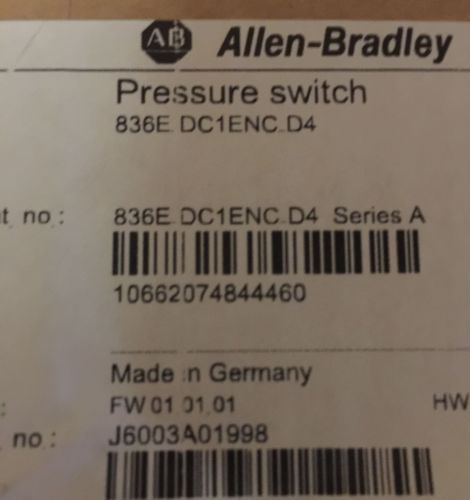 AB Allen-Bradley
Pressure switch
836E DC1ENC D4
t no : 836E DC1ENC D4 Series A
10662074844460
Made in Germany
: FW 01.01.01 HW
no : J6003A01998